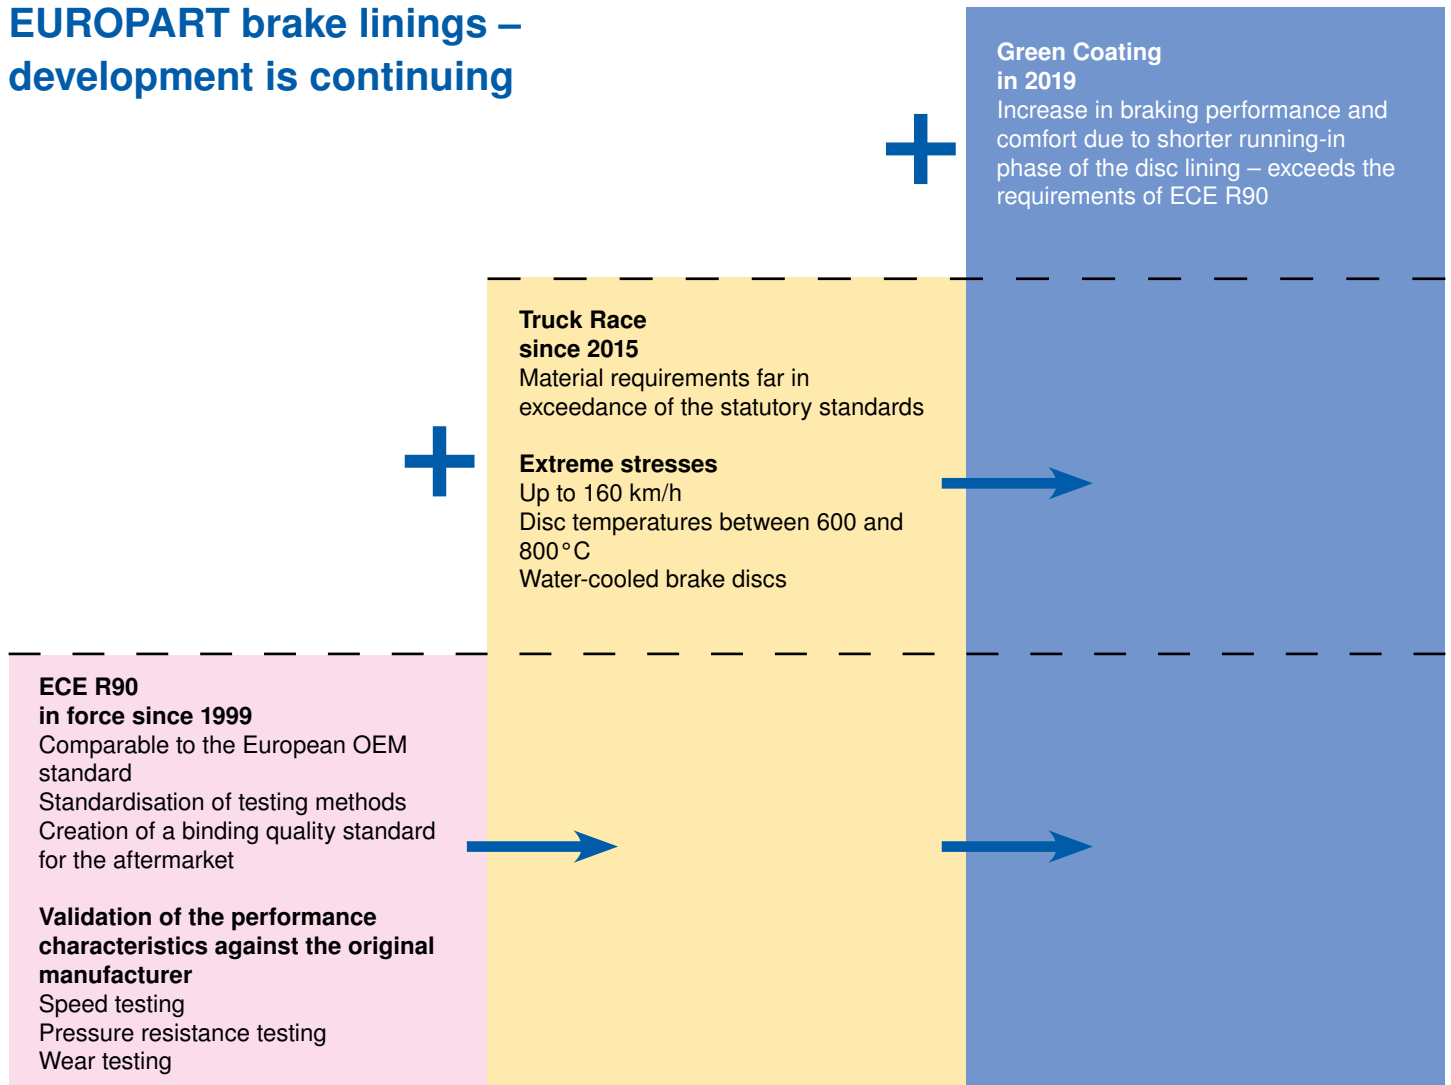 EUROPART brake linings –
development is continuing
Green Coating
in 2019
Increase in braking performance and
comfort due to shorter running-in
phase of the disc lining – exceeds the
requirements of ECE R90
Truck Race
since 2015
Material requirements far in
exceedance of the statutory standards
Extreme stresses
Up to 160 km/h
Disc temperatures between 600 and
800°C
Water-cooled brake discs
ECE R90
in force since 1999
Comparable to the European OEM
standard
Standardisation of testing methods
Creation of a binding quality standard
for the aftermarket
Validation of the performance
characteristics against the original
manufacturer
Speed testing
Pressure resistance testing
Wear testing